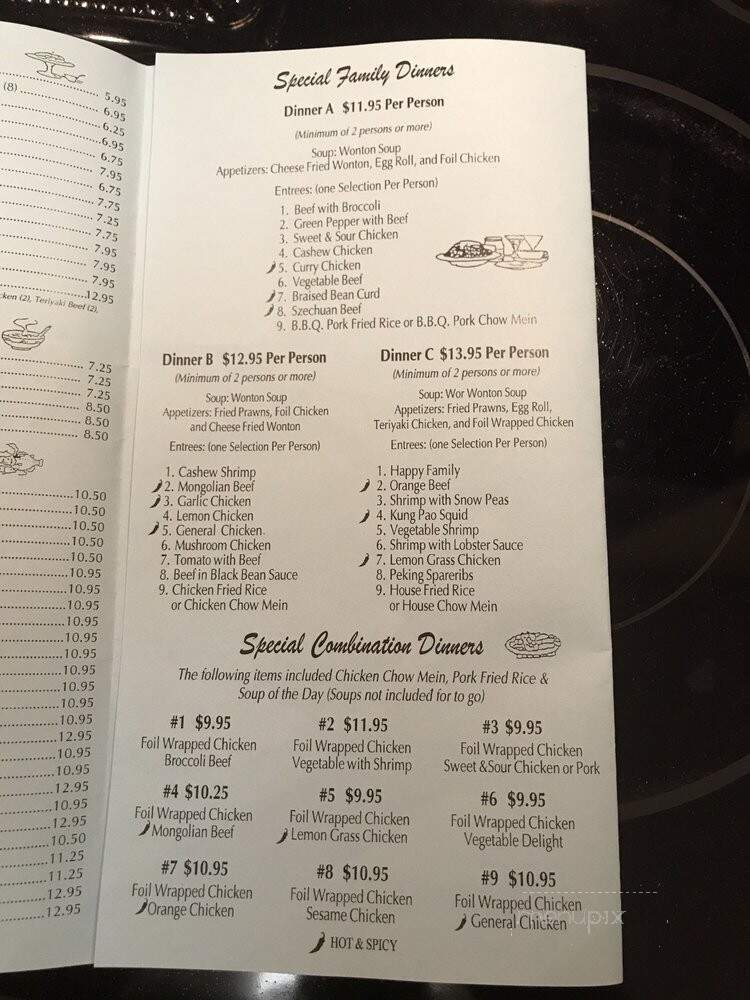 (8)
5.95
6.95
6.25
6.95
6.75
7.95
6.75
7.75
7.25
7.75
7.95
7.95
7.95
12.95
(2), Teriyaki Beef (2),
7.25
7.25
7.25
8.50
8.50
8.50
10.50
10.50
10.50
10.50
10.50
10.95
10.95
10.95
10.95
10.95
10.95
10.95
10.95
10.95
10.95
12.95
10.95
10.95
12.95
10.95
12.95
10.50
11.25
11.25
12.95
12.95
Special Family Dinners
Dinner A $11.95 Per Person
(Minimum of 2 persons or more)
Soup: Wonton Soup
Appetizers: Cheese Fried Wonton, Egg Roll, and Foil Chicken
Entrees: (one Selection Per Person)
1. Beef with Broccoli
2. Green Pepper with Beef
3. Sweet & Sour Chicken
4. Cashew Chicken
5. Curry Chicken
6. Vegetable Beef
7. Braised Bean Curd
8. Szechuan Beef
9. B.B.Q. Pork Fried Rice or B.B.Q. Pork Chow Mein
Dinner B $12.95 Per Person
(Minimum of 2 persons or more)
Soup: Wonton Soup
Appetizers: Fried Prawns, Foil Chicken
and Cheese Fried Wonton
Entrees: (one Selection Per Person)
1. Cashew Shrimp
2. Mongolian Beef
3. Garlic Chicken
4. Lemon Chicken
5. General Chicken
6. Mushroom Chicken
7. Tomato with Beef
8. Beef in Black Bean Sauce
9. Chicken Fried Rice
or Chicken Chow Mein
Dinner C $13.95 Per Person
(Minimum of 2 persons or more)
Soup: Wor Wonton Soup
Appetizers: Fried Prawns, Egg Roll,
Teriyaki Chicken, and Foil Wrapped Chicken
Entrees: (one Selection Per Person)
1. Happy Family
2. Orange Beef
3. Shrimp with Snow Peas
4. Kung Pao Squid
5. Vegetable Shrimp
6. Shrimp with Lobster Sauce
7. Lemon Grass Chicken
8. Peking Spareribs
9. House Fried Rice
or House Chow Mein
Special Combination Dinners
The following items included Chicken Chow Mein, Pork Fried Rice &
Soup of the Day (Soups not included for to go)
#1 $9.95
Foil Wrapped Chicken
Broccoli Beef
#2 $11.95
Foil Wrapped Chicken
Vegetable with Shrimp
#3 $9.95
Foil Wrapped Chicken
Sweet &Sour Chicken or Pork
#4 $10.25
Foil Wrapped Chicken
Mongolian Beef
#5 $9.95
Foil Wrapped Chicken
Lemon Grass Chicken
#6 $9.95
Foil Wrapped Chicken
Vegetable Delight
#7 $10.95
Foil Wrapped Chicken
Orange Chicken
#8 $10.95
Foil Wrapped Chicken
Sesame Chicken
#9 $10.95
Foil Wrapped Chicken
General Chicken
HOT & SPICY
menupix